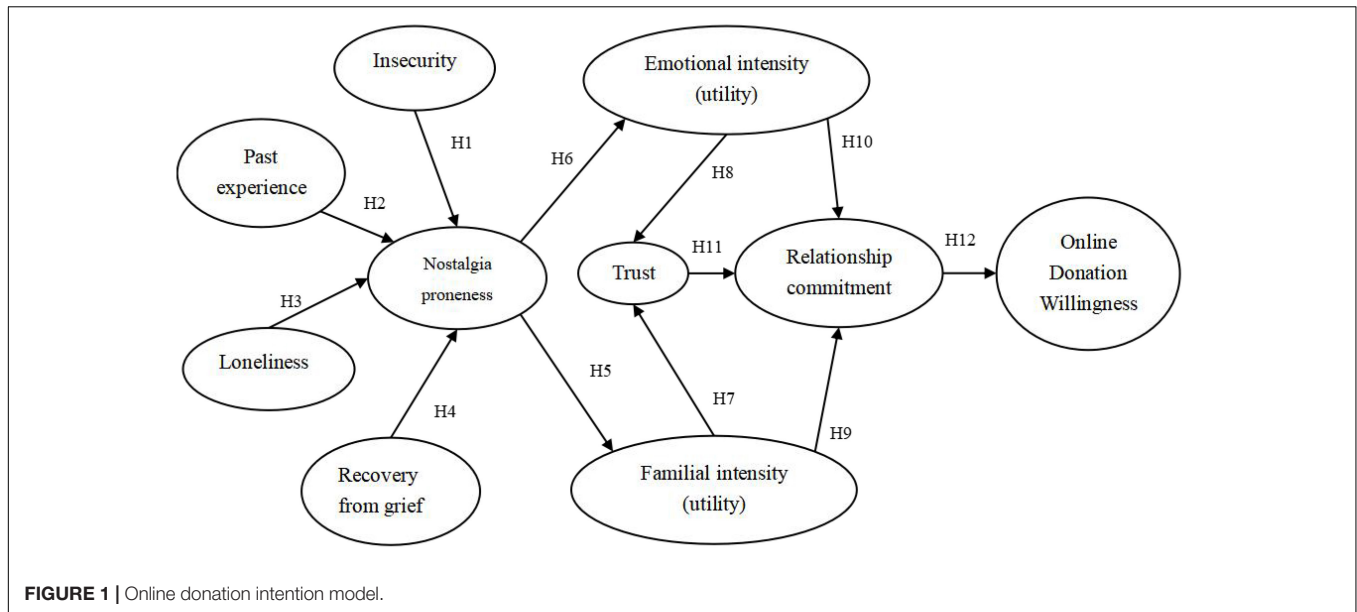 Insecurity
Emotional intensity
(utility)
H1
H10
Past
experience
H6
H8
H2
Nostalgia
proneness
Trust
H11
Relationship
commitment
H12
Online
Donation
Willingness
H3
Loneliness
H5
H7
H4
H9
Recovery
from grief
Familial intensity
(utility)
FIGURE 1 | Online donation intention model.